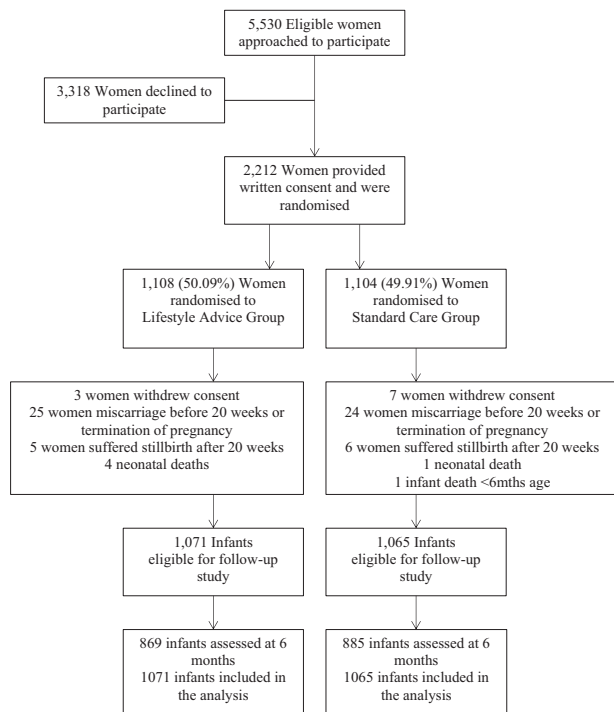 5,530 Eligible women
approached to participate
3,318 Women declined to
participate
2,212 Women provided
written consent and were
randomised
1,108 (50.09%) Women
randomised to
Lifestyle Advice Group
1,104 (49.91%) Women
randomised to
Standard Care Group
3 women withdrew consent
25 women miscarriage before 20 weeks or
termination of pregnancy
5 women suffered stillbirth after 20 weeks
4 neonatal deaths
7 women withdrew consent
24 women miscarriage before 20 weeks or
termination of pregnancy
6 women suffered stillbirth after 20 weeks
1 neonatal death
1 infant death <6mths age
1,071 Infants
eligible for follow-up
study
1,065 Infants
eligible for follow-up
study
869 infants assessed at 6
months
1071 infants included in
the analysis
885 infants assessed at 6
months
1065 infants included in
the analysis